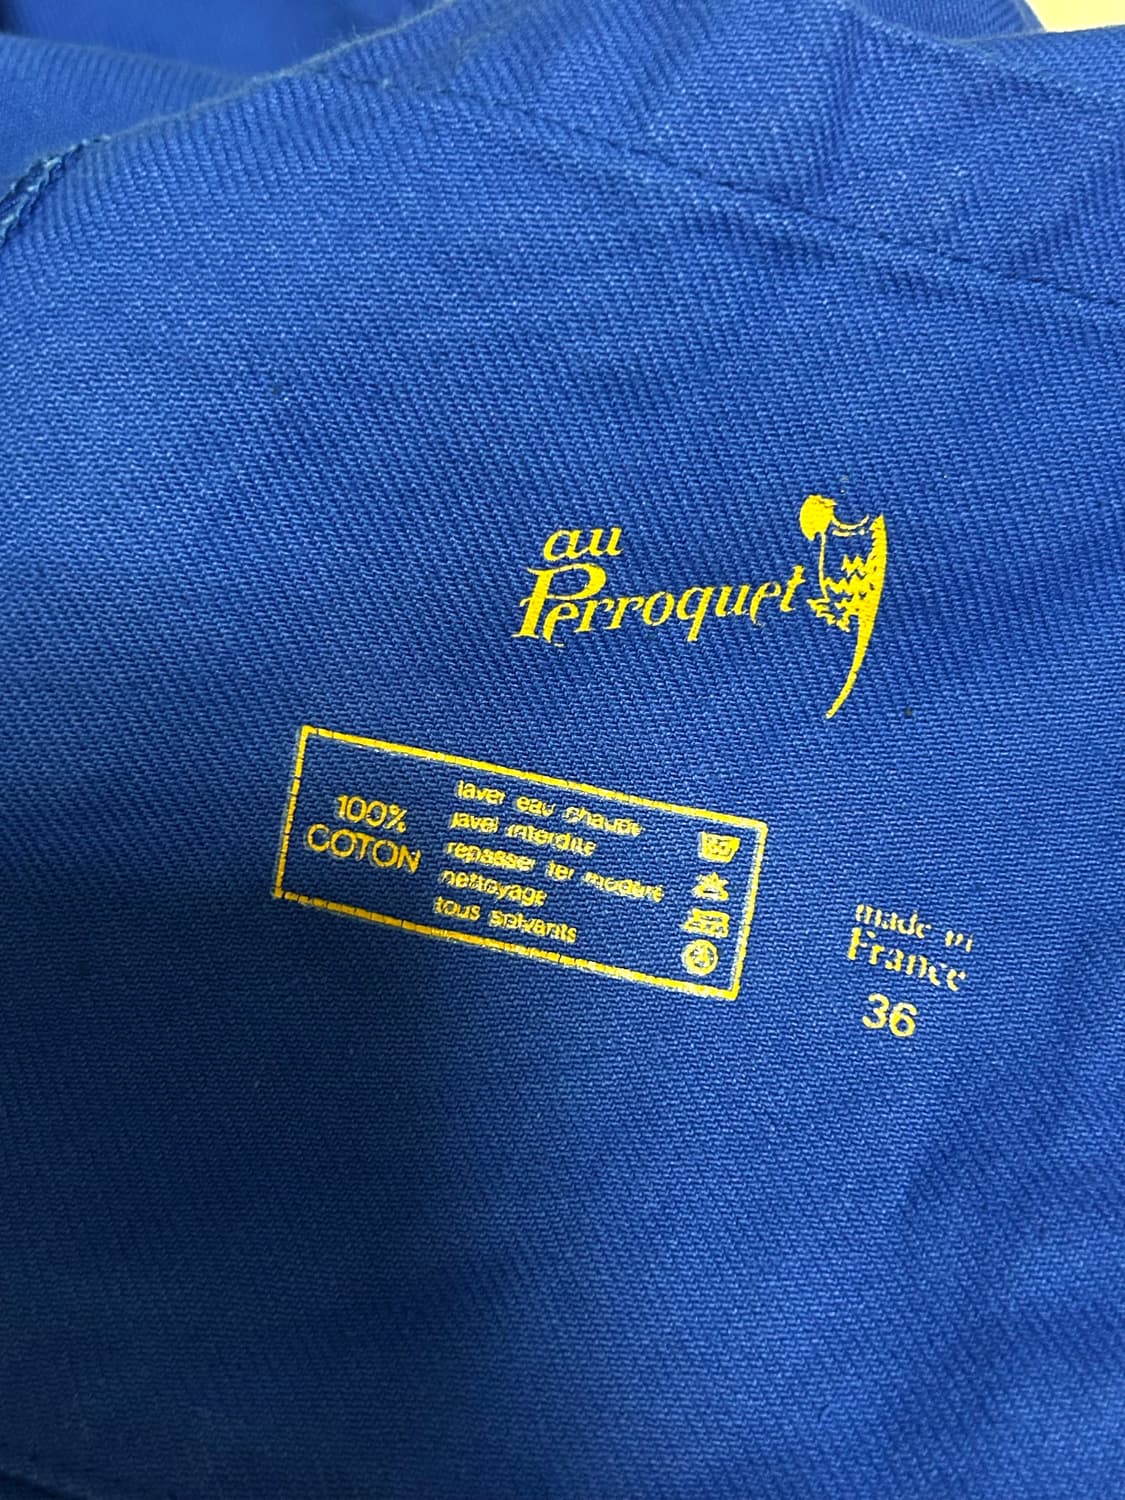 au
Perroquet
100%
COTON
laver eau chaude
javel interdite
repasser fer modéré
nettoyage
tous solvants
60
A
made in
France
36